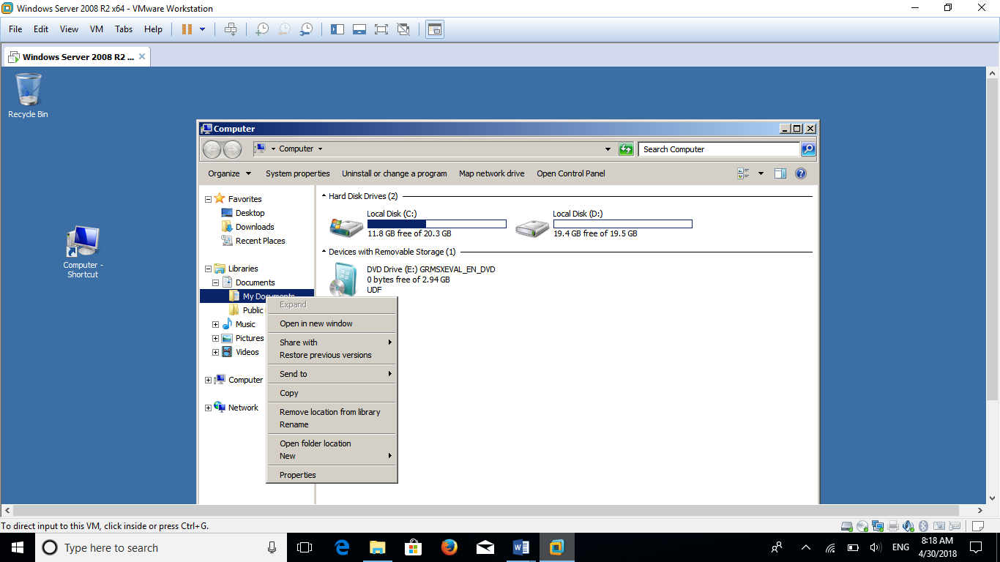 Windows Server 2008 R2 x64 - VMware Workstation
File Edit View VM Tabs Help
Windows Server 2008 R2 ...
Recycle Bin
Computer -
Shortcut
Computer
Computer
Search Computer
Organize System properties Uninstall or change a program Map network drive Open Control Panel
Favorites
Desktop
Downloads
Recent Places
Libraries
Documents
My Documents
Public
Music
Pictures
Videos
Computer
Network
Hard Disk Drives (2)
Local Disk (C:)
11.8 GB free of 20.3 GB
Local Disk (D:)
19.4 GB free of 19.5 GB
Devices with Removable Storage (1)
DVD Drive (E:) GRMSXEVAL_EN_DVD
0 bytes free of 2.94 GB
UDF
Expand
Open in new window
Share with
Restore previous versions
Send to
Copy
Remove location from library
Rename
Open folder location
New
Properties
To direct input to this VM, click inside or press Ctrl+G.
Type here to search
ENG
8:18 AM
4/30/2018